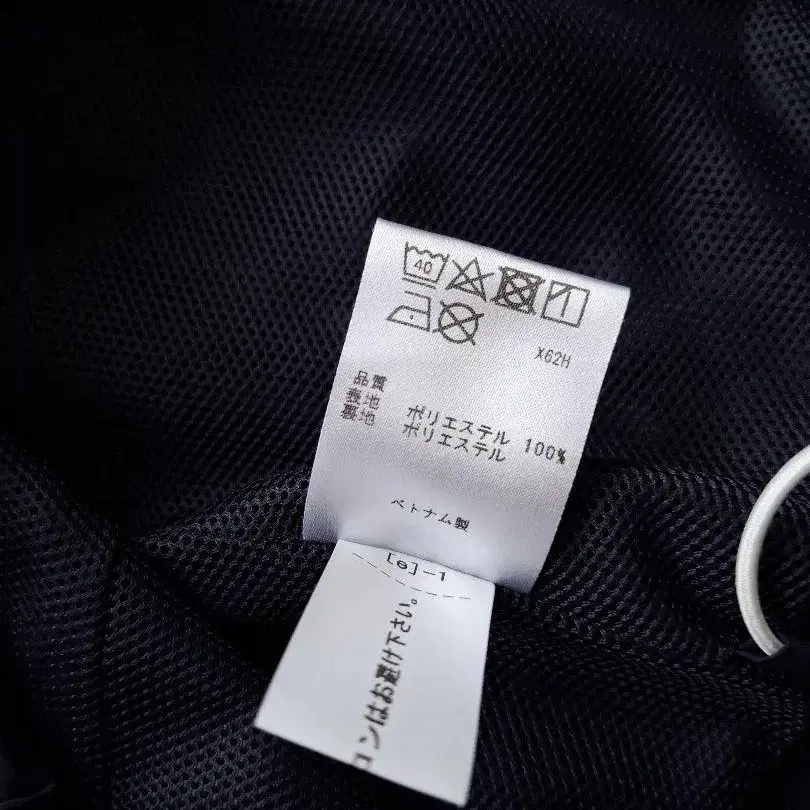 40
X62H
品質
表地 ポリエステル 100%
裏地 ポリエステル
ベトナム製
[e]-1
コンはお避け下さい。